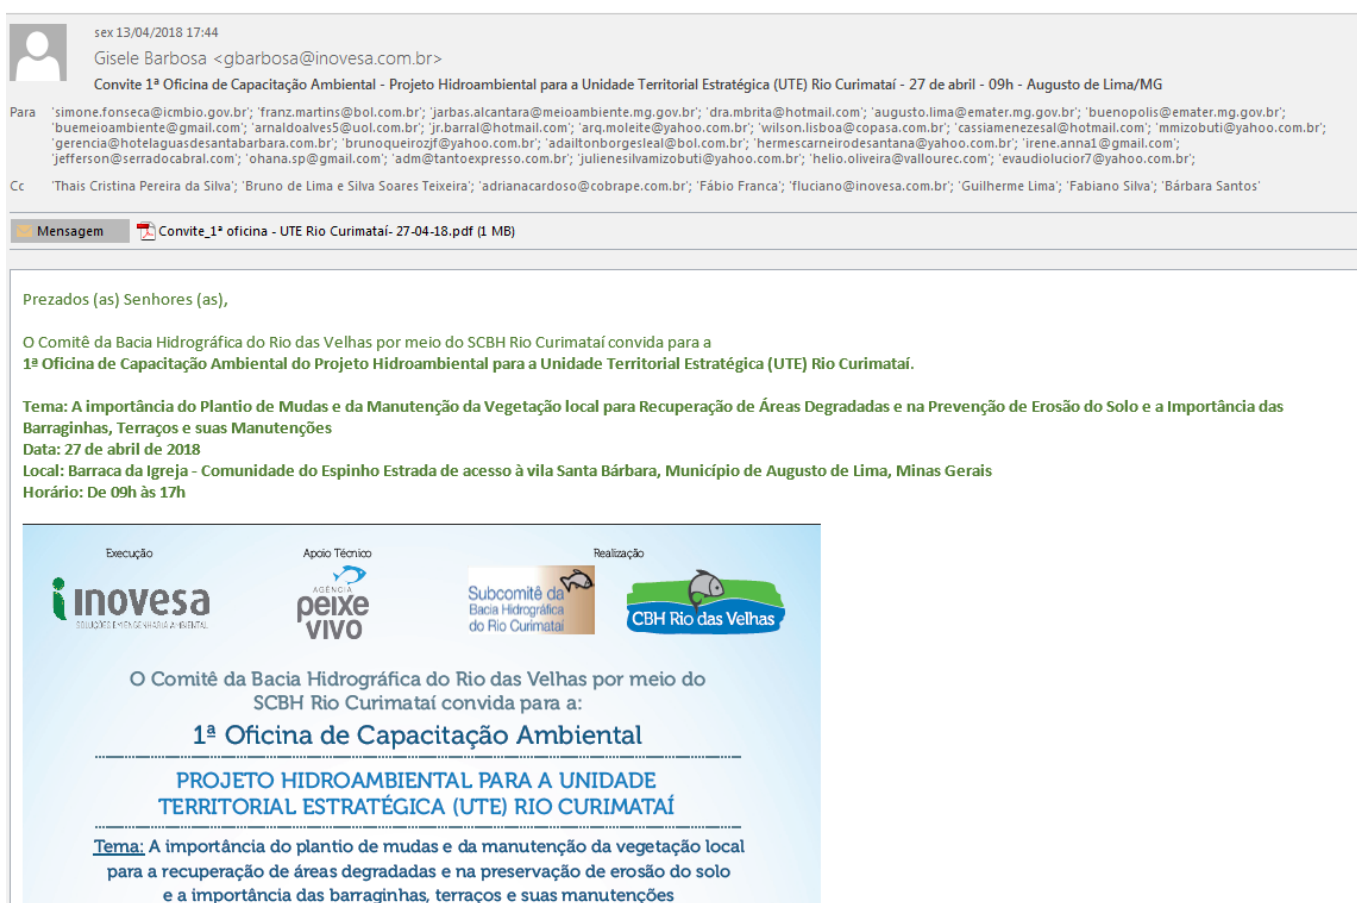 sex 13/04/2018 17:44
Gisele Barbosa <gbarbosa@inovesa.com.br>
Convite 1ª Oficina de Capacitação Ambiental - Projeto Hidroambiental para a Unidade Territorial Estratégica (UTE) Rio Curimataí - 27 de abril - 09h - Augusto de Lima/MG
Para 'simone.fonseca@icmbio.gov.br'; 'franz.martins@bol.com.br'; 'jarbas.alcantara@meioambiente.mg.gov.br'; 'dra.mbrita@hotmail.com'; 'augusto.lima@emater.mg.gov.br'; 'buenopolis@emater.mg.gov.br';
'buemeioambiente@gmail.com'; 'arnaldoalves5@uol.com.br'; 'jr.barral@hotmail.com'; 'arq.moleite@yahoo.com.br'; 'wilson.lisboa@copasa.com.br'; 'cassiamenezesal@hotmail.com'; 'mmizobuti@yahoo.com.br';
'gerencia@hotelaguasdesantabarbara.com.br'; 'brunoqueirozjf@yahoo.com.br'; 'adailtonborgesleal@bol.com.br'; 'hermescarneirodesantana@yahoo.com.br'; 'irene.anna1@gmail.com';
'jefferson@serradocabral.com'; 'ohana.sp@gmail.com'; 'adm@tantoexpresso.com.br'; 'julienesilvamizobuti@yahoo.com.br'; 'helio.oliveira@vallourec.com'; 'evaudiolucior7@yahoo.com.br';
Cc 'Thais Cristina Pereira da Silva'; 'Bruno de Lima e Silva Soares Teixeira'; 'adrianacardoso@cobrape.com.br'; 'Fábio Franca'; 'fluciano@inovesa.com.br'; 'Guilherme Lima'; 'Fabiano Silva'; 'Bárbara Santos'
Mensagem Convite_1ª oficina - UTE Rio Curimataí- 27-04-18.pdf (1 MB)
Prezados (as) Senhores (as),
O Comitê da Bacia Hidrográfica do Rio das Velhas por meio do SCBH Rio Curimataí convida para a
1ª Oficina de Capacitação Ambiental do Projeto Hidroambiental para a Unidade Territorial Estratégica (UTE) Rio Curimataí.
Tema: A importância do Plantio de Mudas e da Manutenção da Vegetação local para Recuperação de Áreas Degradadas e na Prevenção de Erosão do Solo e a Importância das
Barraginhas, Terraços e suas Manutenções
Data: 27 de abril de 2018
Local: Barraca da Igreja - Comunidade do Espinho Estrada de acesso à vila Santa Bárbara, Município de Augusto de Lima, Minas Gerais
Horário: De 09h às 17h
Execução Apoio Técnico Realização
inovesa
SOLUÇÕES EM ENGENHARIA AMBIENTAL
AGÊNCIA
peixe
vivo
Subcomitê da
Bacia Hidrográfica
do Rio Curimataí
CBH Rio das Velhas
O Comitê da Bacia Hidrográfica do Rio das Velhas por meio do
SCBH Rio Curimataí convida para a:
1ª Oficina de Capacitação Ambiental
PROJETO HIDROAMBIENTAL PARA A UNIDADE
TERRITORIAL ESTRATÉGICA (UTE) RIO CURIMATAÍ
Tema: A importância do plantio de mudas e da manutenção da vegetação local
para a recuperação de áreas degradadas e na preservação de erosão do solo
e a importância das barraginhas, terraços e suas manutenções